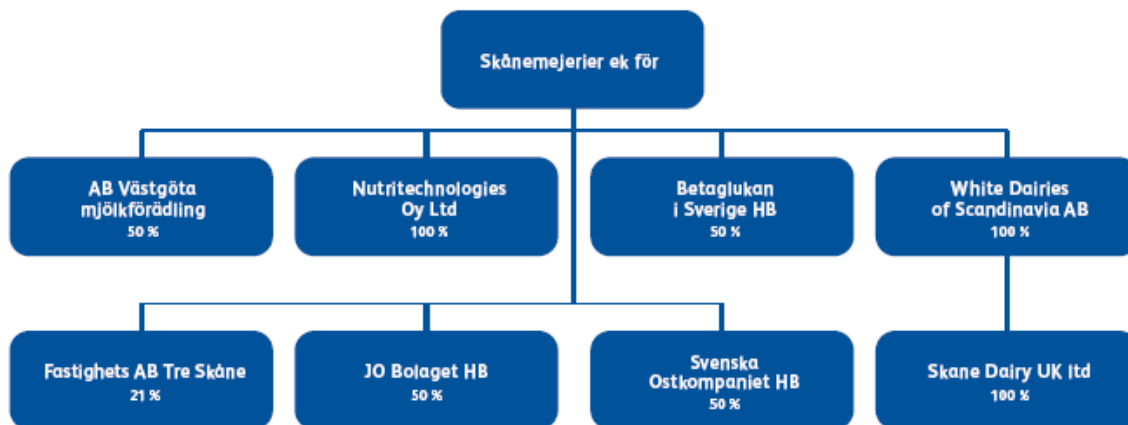 Skånemejerier ek för
AB Västgöta
mjölkförädling
50 %
Nutritechnologies
Oy Ltd
100 %
Betaglukan
i Sverige HB
50 %
White Dairies
of Scandinavia AB
100 %
Fastighets AB Tre Skåne
21 %
JO Bolaget HB
50 %
Svenska
Ostkompaniet HB
50 %
Skane Dairy UK ltd
100 %